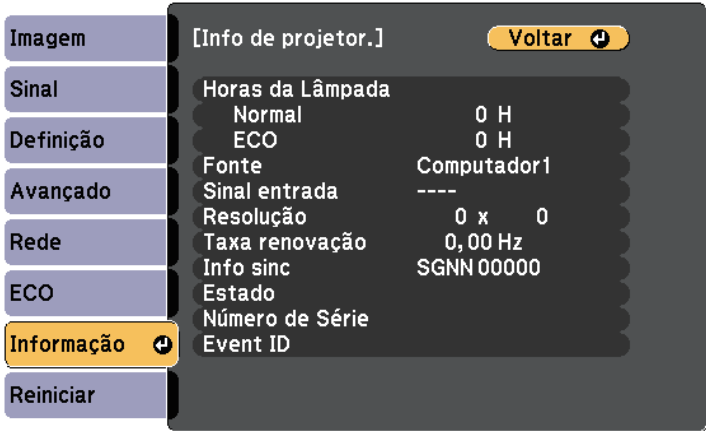 Imagem
Sinal
Definição
Avançado
Rede
ECO
Informação
Reiniciar
[Info de projetor.]
Voltar
Horas da Lâmpada
Normal 0 H
ECO 0 H
Fonte Computador1
Sinal entrada ----
Resolução 0 x 0
Taxa renovação 0,00 Hz
Info sinc SGNN 00000
Estado
Número de Série
Event ID